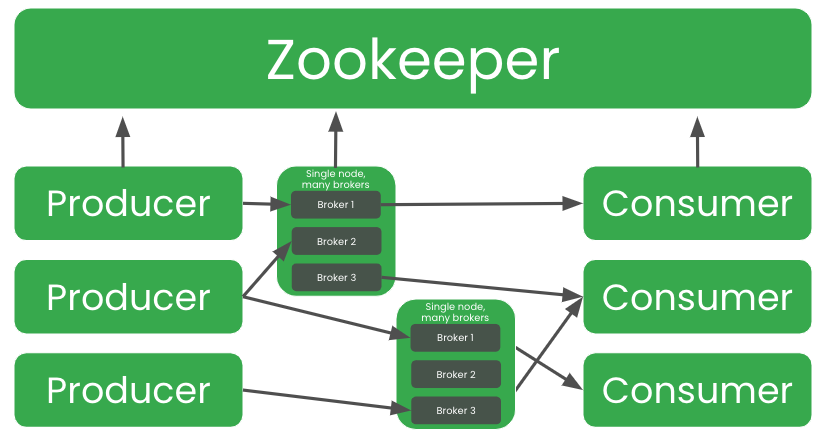 Zookeeper
Producer
Single node,
many brokers
Broker 1
Broker 2
Broker 3
Consumer
Producer
Consumer
Single node,
many brokers
Broker 1
Broker 2
Broker 3
Producer
Consumer